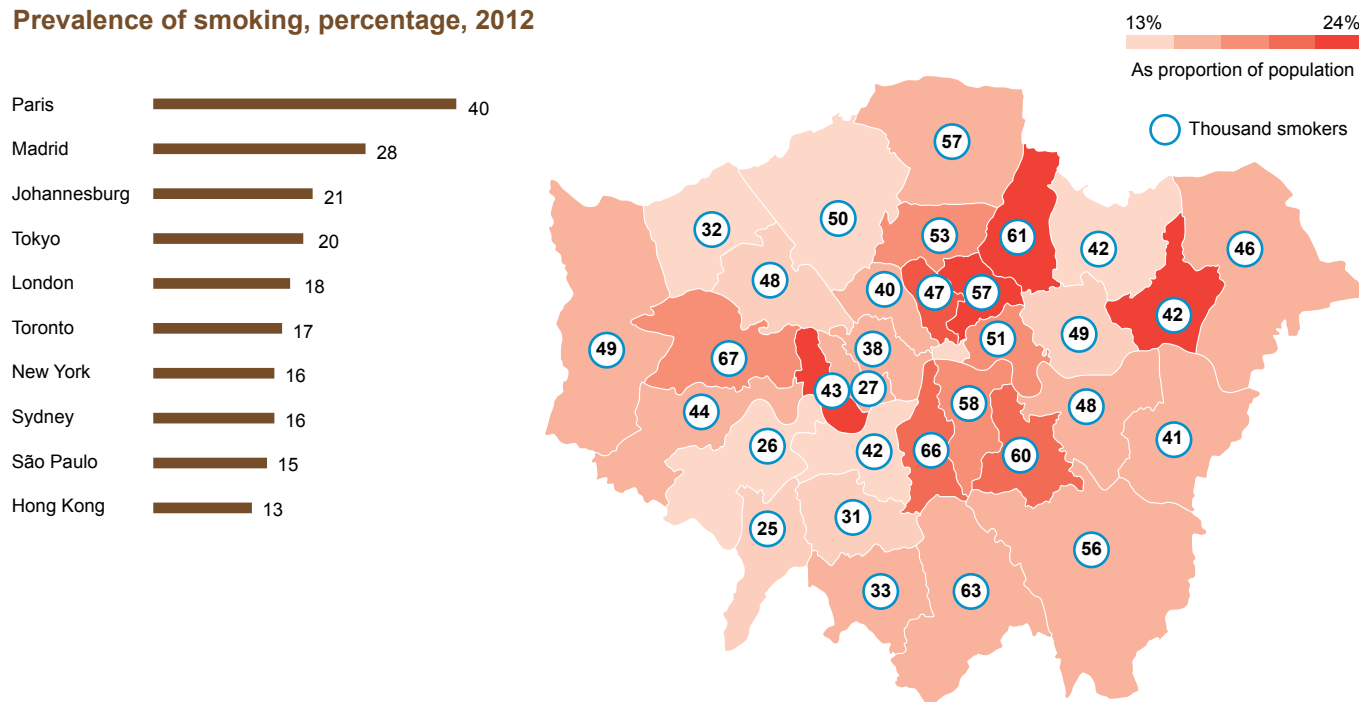 Prevalence of smoking, percentage, 2012
Paris 40
Madrid 28
Johannesburg 21
Tokyo 20
London 18
Toronto 17
New York 16
Sydney 16
São Paulo 15
Hong Kong 13
13% 24%
As proportion of population
Thousand smokers
57
32
50
53
61
42
46
48
40
47
57
42
49
67
38
51
49
43
27
44
58
48
26
42
66
60
41
25
31
56
33
63